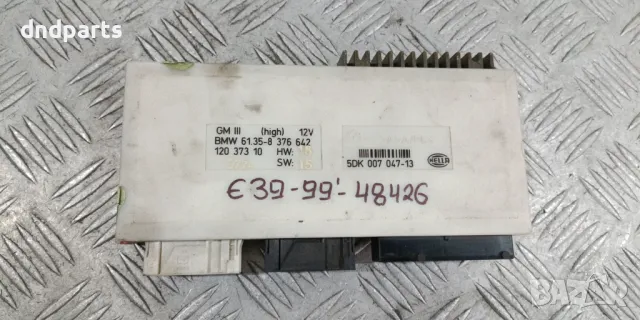 dndparts
GM III (high) 12V
BMW 61.35-8 376 642
120 373 10 HW:
SW:
5DK 007 047-13
HELLA
E39-99'-48426
bazar